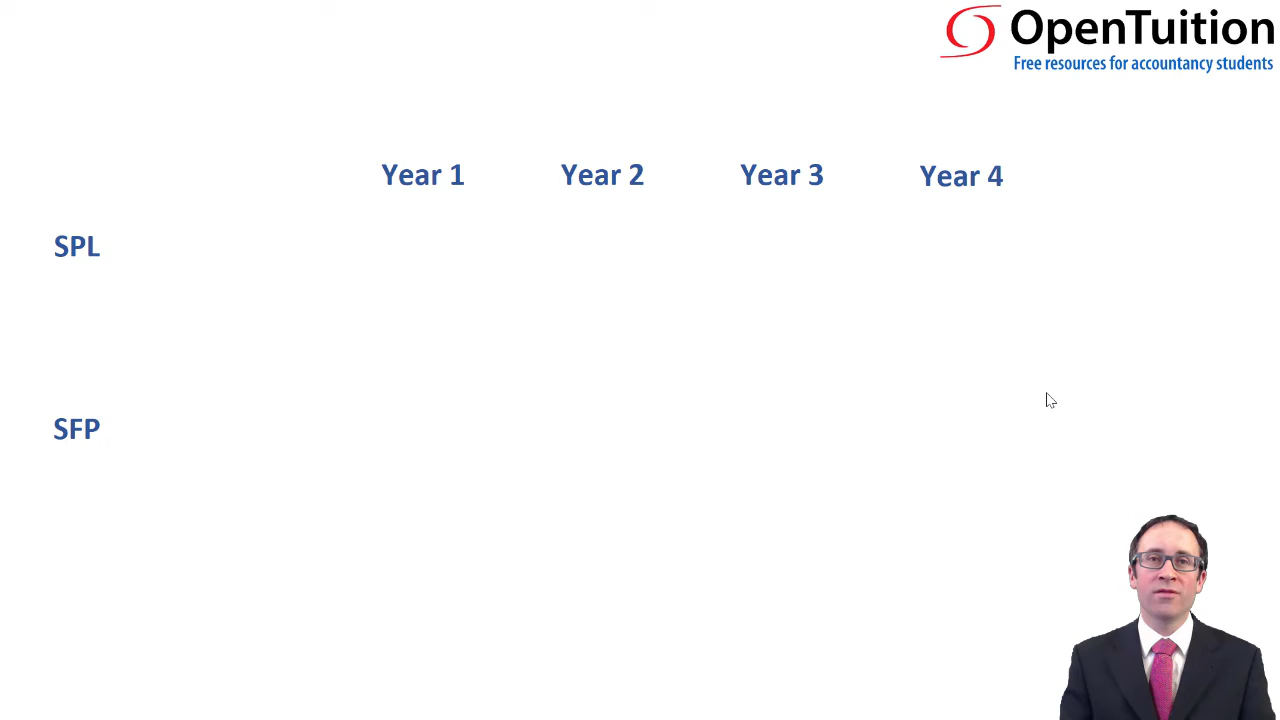 OpenTuition
Free resources for accountancy students
Year 1 Year 2 Year 3 Year 4
SPL
SFP